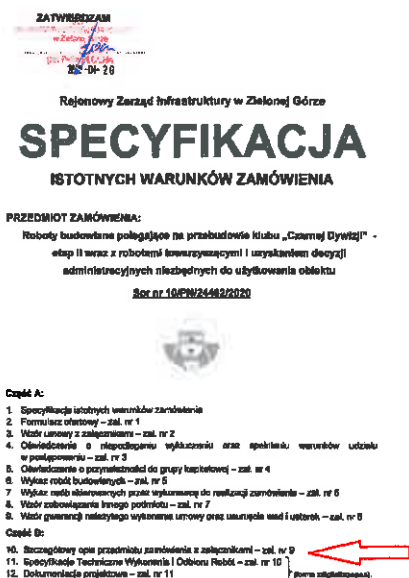 ZATWIERDZAM
Rejonowy Zarząd Infrastruktury w Zielonej Górze
SPECYFIKACJA
ISTOTNYCH WARUNKÓW ZAMÓWIENIA
PRZEDMIOT ZAMÓWIENIA:
Roboty budowlane polegające na przebudowie klubu „Czarnej Dywizji" -
etap II wraz z robotami towarzyszącymi i uzyskaniem decyzji
administracyjnych niezbędnych do użytkowania obiektu
Część A:
1. Specyfikacja istotnych warunków zamówienia
2. Formularz ofertowy – zał. nr 1
3. Wzór umowy z załącznikami – zał. nr 2
4. Oświadczenie o niepodleganiu wykluczeniu oraz spełnianiu warunków udziału
w postępowaniu – zał. nr 3
5. Oświadczenie o przynależności do grupy kapitałowej – zał. nr 4
6. Wykaz robót budowlanych – zał. nr 5
7 Wykaz osób skierowanych przez wykonawcę do realizacji zamówienia – zał. nr 6
8. Wzór zobowiązania innego podmiotu – zał. nr 7
9. Wzór gwarancji należytego wykonania umowy oraz usunięcia wad i usterek – zał. nr 8
Część B:
10. Szczegółowy opis przedmiotu zamówienia z załącznikami – zał. nr 9
11. Specyfikacje Techniczne Wykonania i Odbioru Robót – zał. nr 10
12. Dokumentacje projektowe – zał. nr 11